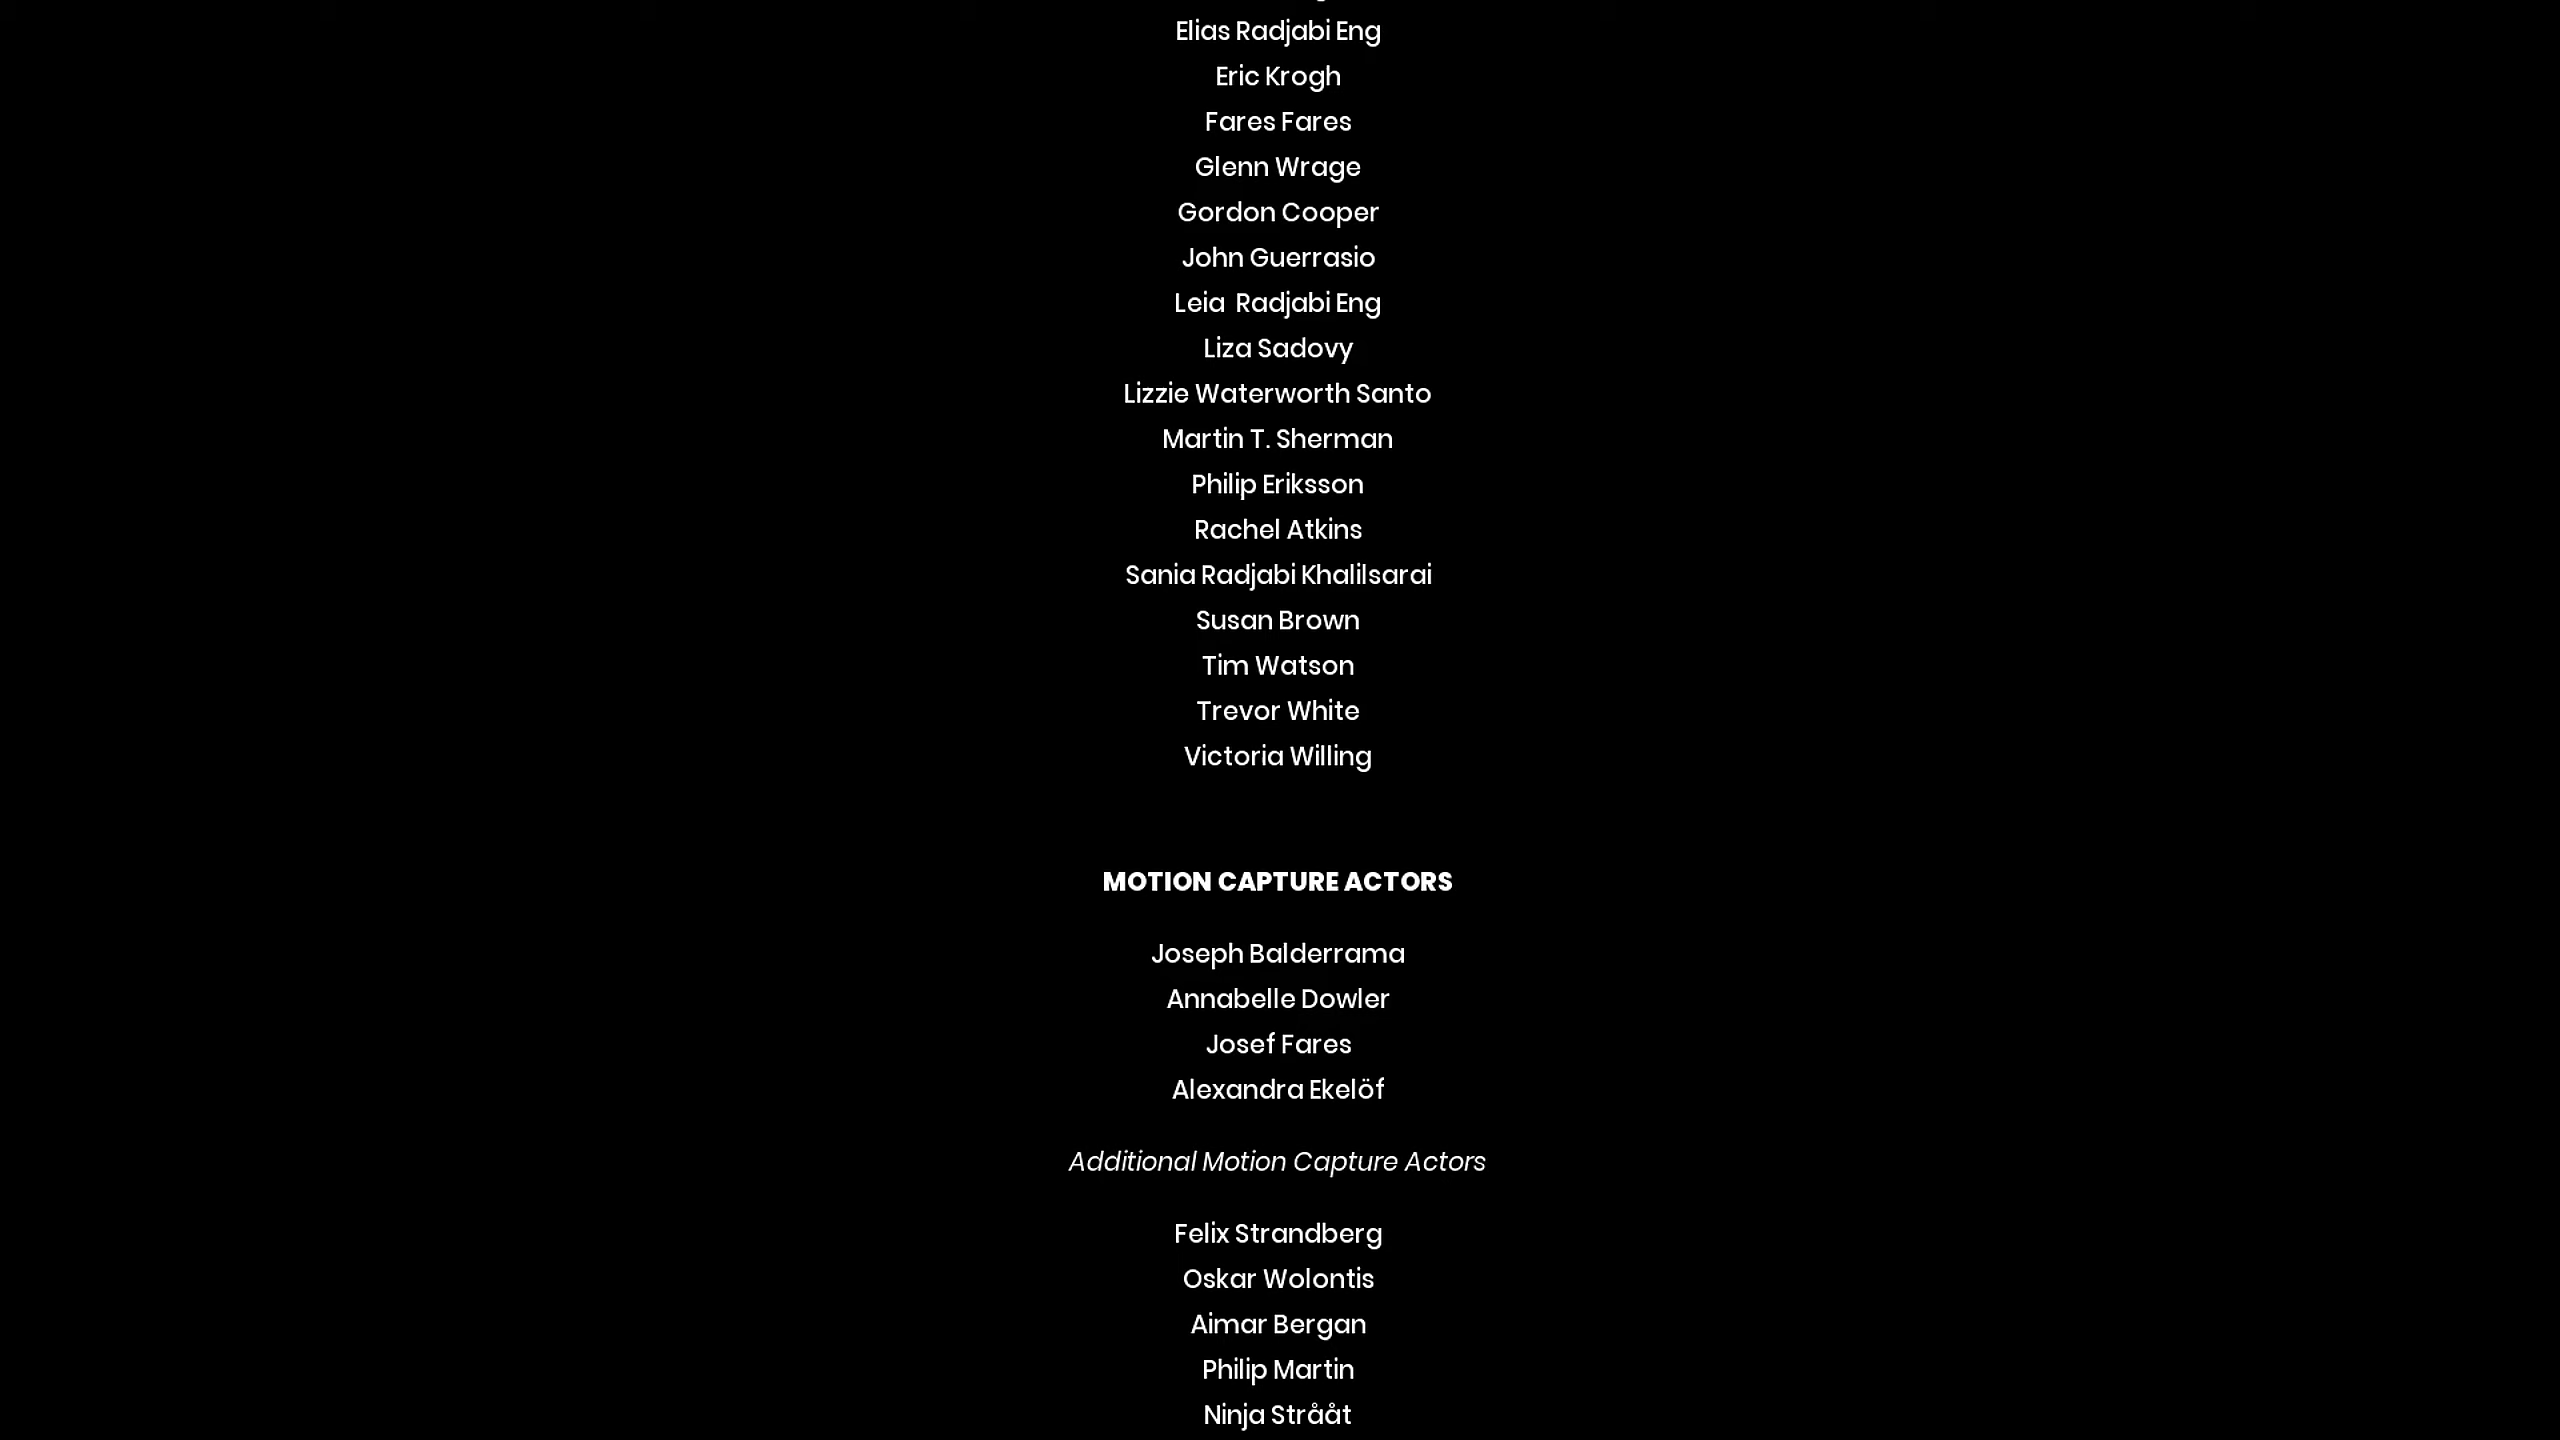 Elias Radjabi Eng
Eric Krogh
Fares Fares
Glenn Wrage
Gordon Cooper
John Guerrasio
Leia  Radjabi Eng
Liza Sadovy
Lizzie Waterworth Santo
Martin T. Sherman
Philip Eriksson
Rachel Atkins
Sania Radjabi Khalilsarai
Susan Brown
Tim Watson
Trevor White
Victoria Willing
MOTION CAPTURE ACTORS
Joseph Balderrama
Annabelle Dowler
Josef Fares
Alexandra Ekelöf
Additional Motion Capture Actors
Felix Strandberg
Oskar Wolontis
Aimar Bergan
Philip Martin
Ninja Strååt